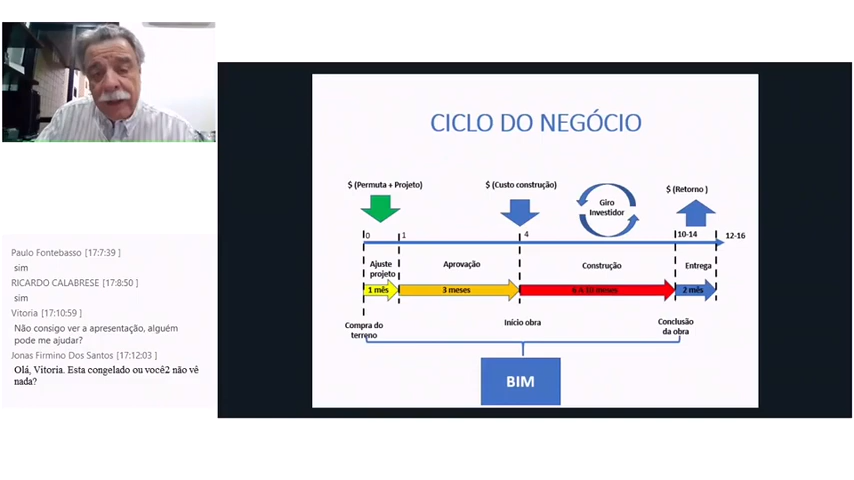 Paulo Fontebasso [17:7:39 ]
sim
RICARDO CALABRESE [17:8:50 ]
sim
Vitoria [17:10:59 ]
Não consigo ver a apresentação, alguém
pode me ajudar?
Jonas Firmino Dos Santos [17:12:03 ]
Olá, Vitoria. Esta congelado ou você2 não vê
nada?
CICLO DO NEGÓCIO
$ (Permuta + Projeto)
$ (Custo construção)
Giro
Investidor
$ (Retorno )
0
1
4
10-14
12-16
Ajuste
projeto
Aprovação
Construção
Entrega
1 mês
3 meses
6 A 10 meses
2 mês
Compra do
terreno
Início obra
Conclusão
da obra
BIM